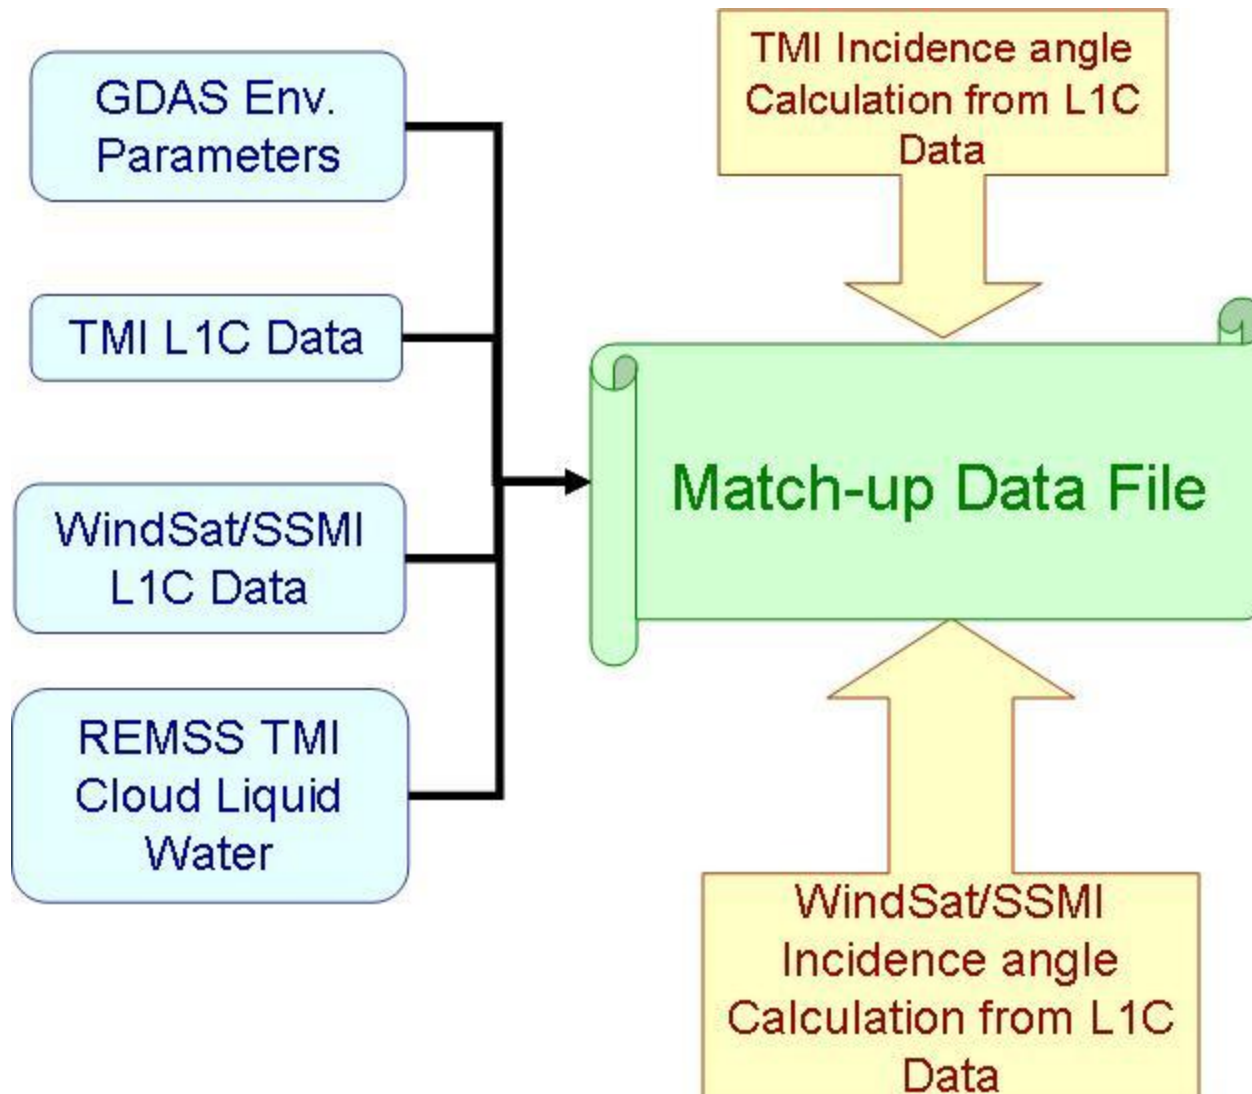 GDAS Env.
Parameters
TMI L1C Data
WindSat/SSMI
L1C Data
REMSS TMI
Cloud Liquid
Water
TMI Incidence angle
Calculation from L1C
Data
Match-up Data File
WindSat/SSMI
Incidence angle
Calculation from L1C
Data